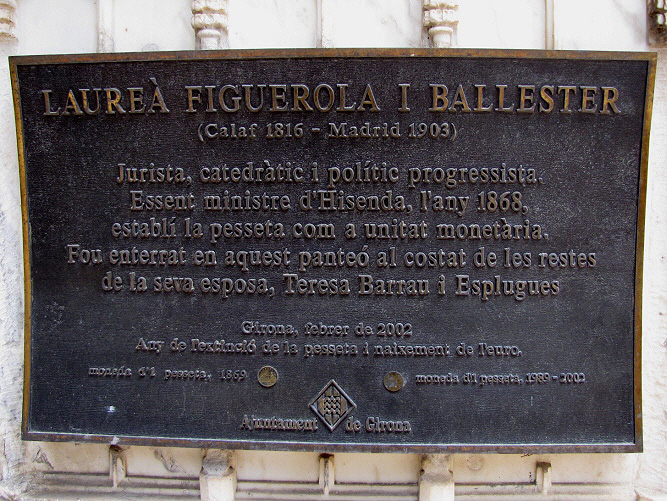 LAUREÀ FIGUEROLA I BALLESTER
(Calaf 1816 - Madrid 1903)
Jurista, catedràtic i polític progressista.
Essent ministre d'Hisenda, l'any 1868,
establí la pesseta com a unitat monetària.
Fou enterrat en aquest panteó al costat de les restes
de la seva esposa, Teresa Barrau i Esplugues
Girona, febrer de 2002
Any de l'extinció de la pesseta i naixement de l'euro.
moneda d'1 pesseta, 1869 moneda d'1 pesseta, 1989 - 2002
Ajuntament de Girona